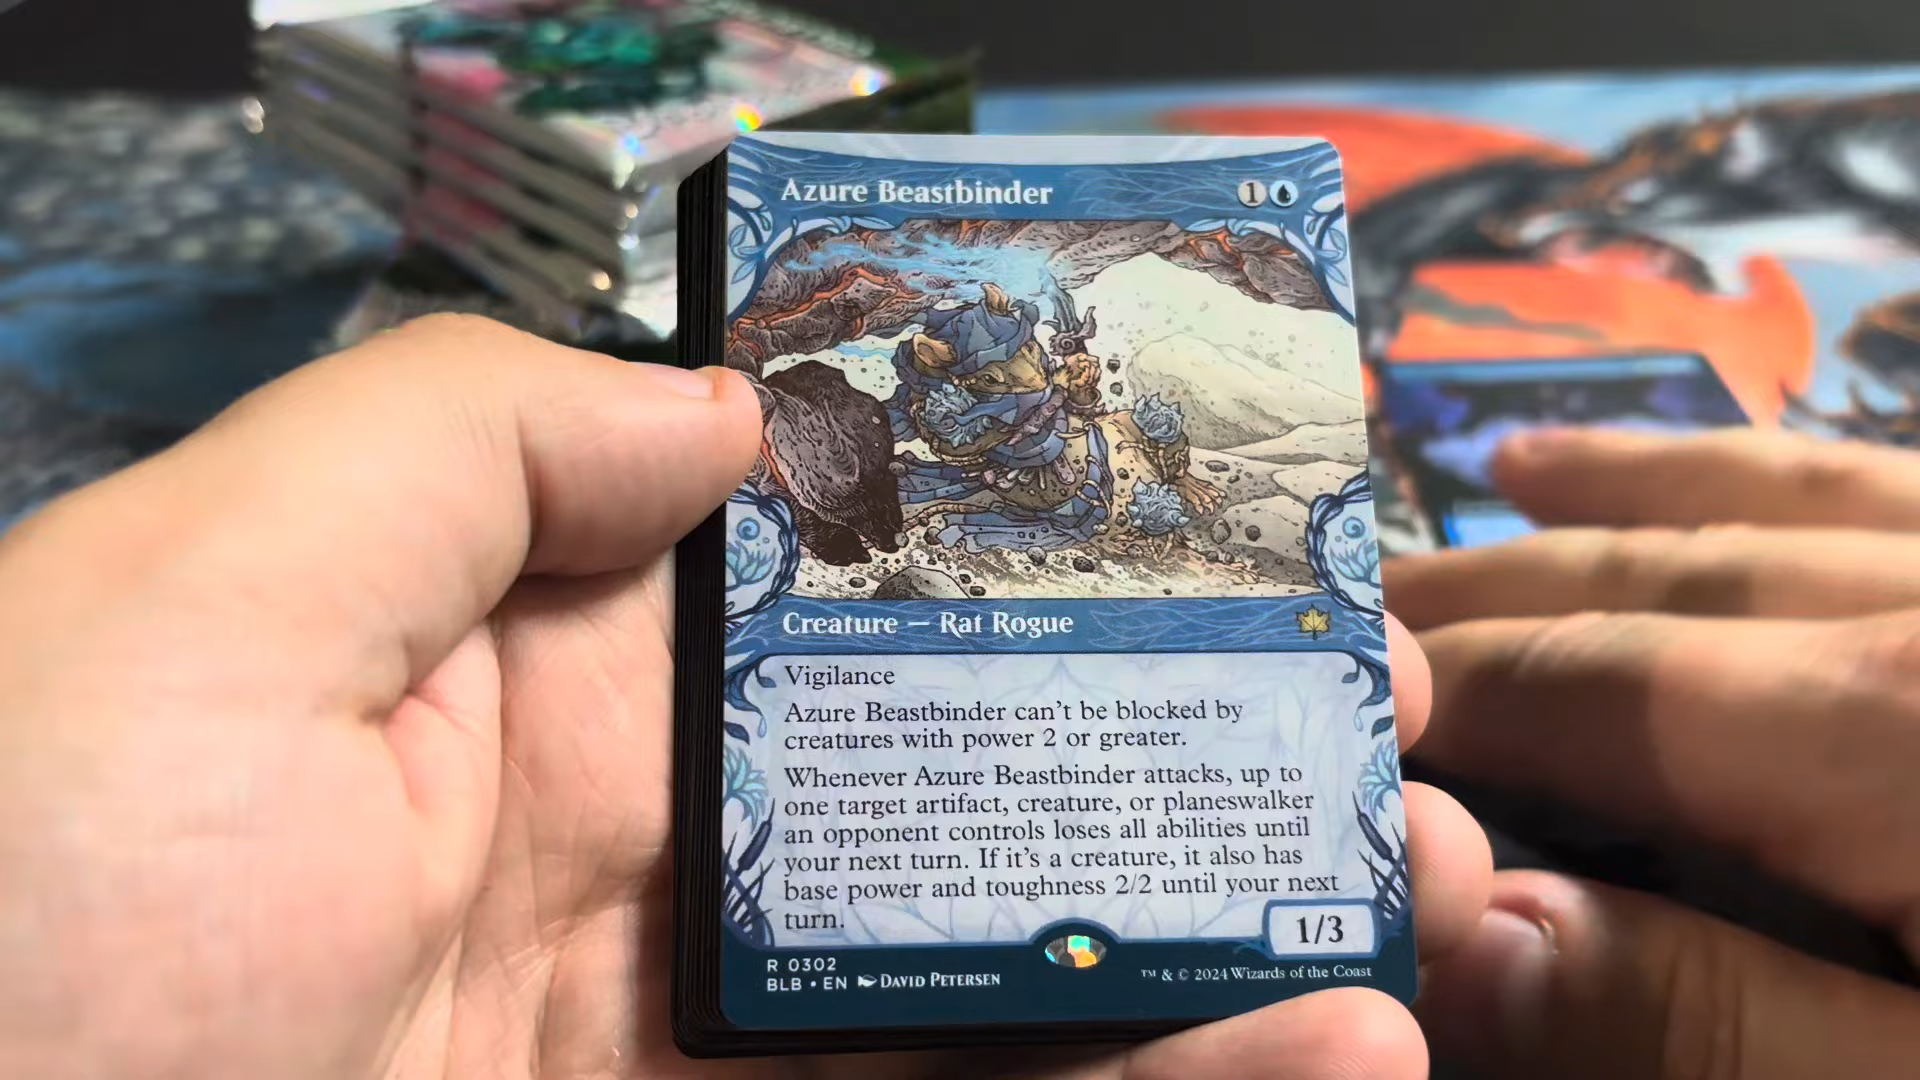 Azure Beastbinder 1
Creature — Rat Rogue
Vigilance
Azure Beastbinder can't be blocked by
creatures with power 2 or greater.
Whenever Azure Beastbinder attacks, up to
one target artifact, creature, or planeswalker
an opponent controls loses all abilities until
your next turn. If it's a creature, it also has
base power and toughness 2/2 until your next
turn.
1/3
R 0302
BLB • EN DAVID PETERSEN
™ & © 2024 Wizards of the Coast